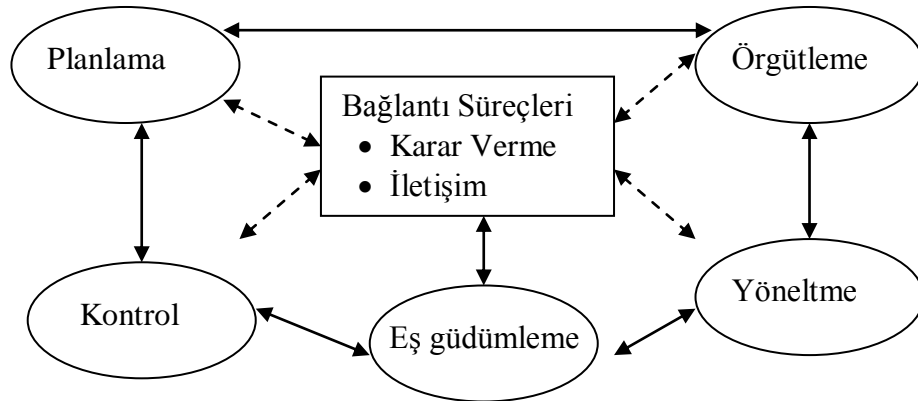 Planlama
Örgütleme
Bağlantı Süreçleri
• Karar Verme
• İletişim
Kontrol
Eş güdümleme
Yöneltme